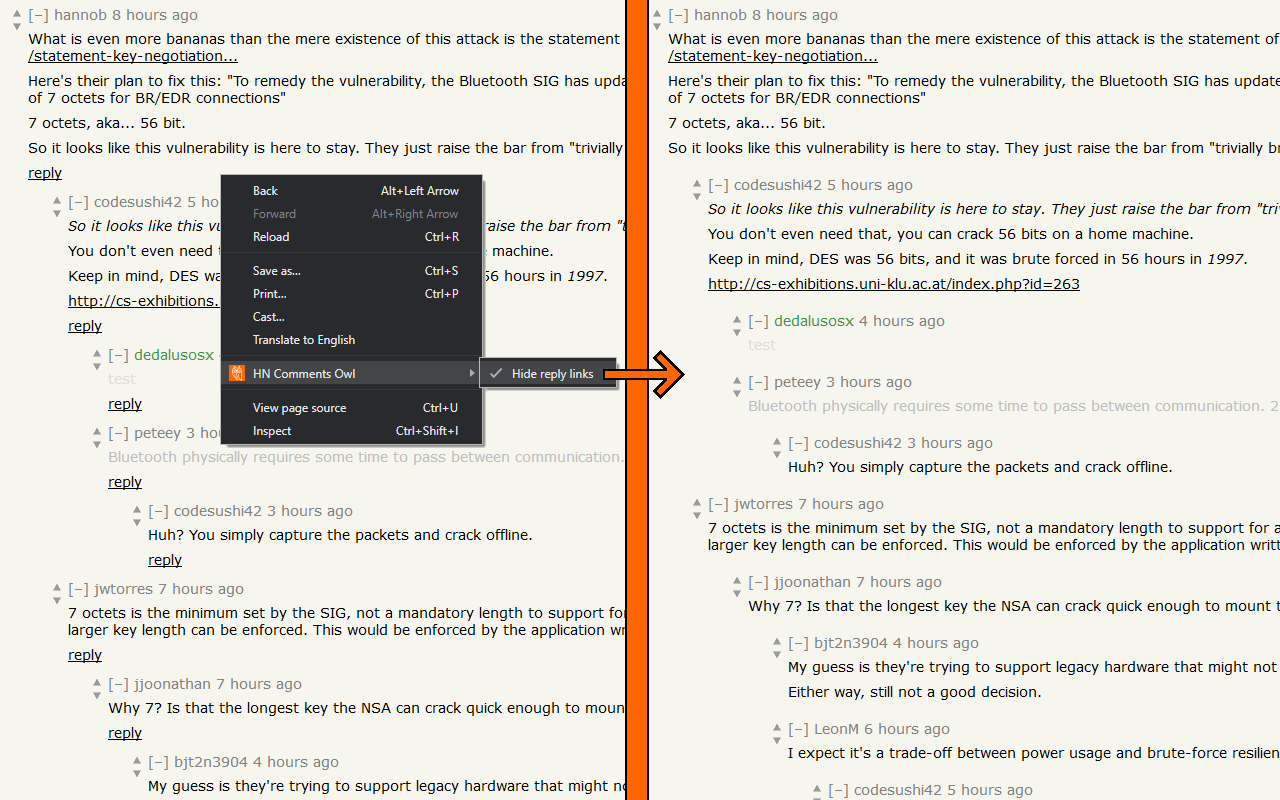 [–] hannob 8 hours ago
What is even more bananas than the mere existence of this attack is the statement
/statement-key-negotiation...
Here's their plan to fix this: "To remedy the vulnerability, the Bluetooth SIG has upda
of 7 octets for BR/EDR connections"
7 octets, aka... 56 bit.
So it looks like this vulnerability is here to stay. They just raise the bar from "trivially
reply
[–] codesushi42 5 ho
So it looks like this vu
raise the bar from "t
You don't even need
machine.
Keep in mind, DES wa
56 hours in 1997.
http://cs-exhibitions.
reply
[–] dedalusosx
test
reply
[–] peteey 3 hou
Bluetooth physically requires some time to pass between communication.
reply
[–] codesushi42 3 hours ago
Huh? You simply capture the packets and crack offline.
reply
[–] jwtorres 7 hours ago
7 octets is the minimum set by the SIG, not a mandatory length to support for
larger key length can be enforced. This would be enforced by the application wr
reply
[–] jjoonathan 7 hours ago
Why 7? Is that the longest key the NSA can crack quick enough to moun
reply
[–] bjt2n3904 4 hours ago
My guess is they're trying to support legacy hardware that might no
Back Alt+Left Arrow
Forward Alt+Right Arrow
Reload Ctrl+R
Save as... Ctrl+S
Print... Ctrl+P
Cast...
Translate to English
HN Comments Owl
Hide reply links
View page source Ctrl+U
Inspect Ctrl+Shift+I
[–] hannob 8 hours ago
What is even more bananas than the mere existence of this attack is the statement of
/statement-key-negotiation...
Here's their plan to fix this: "To remedy the vulnerability, the Bluetooth SIG has update
of 7 octets for BR/EDR connections"
7 octets, aka... 56 bit.
So it looks like this vulnerability is here to stay. They just raise the bar from "trivially br
[–] codesushi42 5 hours ago
So it looks like this vulnerability is here to stay. They just raise the bar from "triv
You don't even need that, you can crack 56 bits on a home machine.
Keep in mind, DES was 56 bits, and it was brute forced in 56 hours in 1997.
http://cs-exhibitions.uni-klu.ac.at/index.php?id=263
[–] dedalusosx 4 hours ago
test
[–] peteey 3 hours ago
Bluetooth physically requires some time to pass between communication. 2
[–] codesushi42 3 hours ago
Huh? You simply capture the packets and crack offline.
[–] jwtorres 7 hours ago
7 octets is the minimum set by the SIG, not a mandatory length to support for a
larger key length can be enforced. This would be enforced by the application writt
[–] jjoonathan 7 hours ago
Why 7? Is that the longest key the NSA can crack quick enough to mount t
[–] bjt2n3904 4 hours ago
My guess is they're trying to support legacy hardware that might not
Either way, still not a good decision.
[–] LeonM 6 hours ago
I expect it's a trade-off between power usage and brute-force resilien
[–] codesushi42 5 hours ago